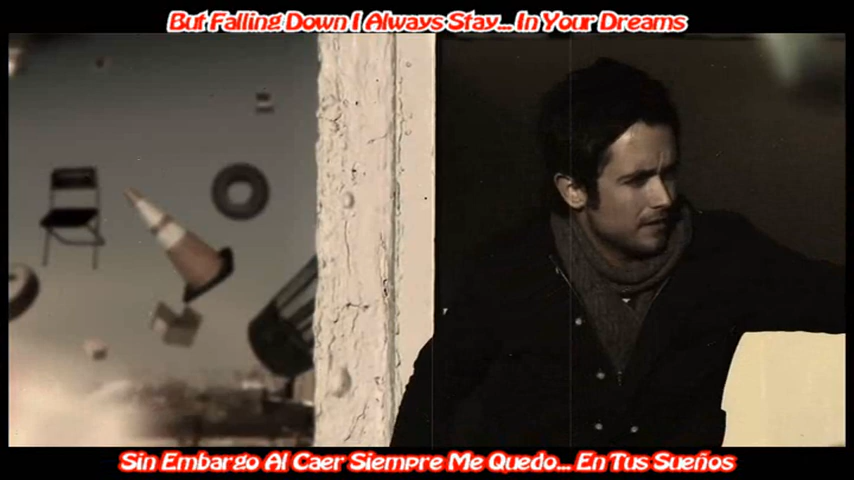 But Falling Down I Always Stay... In Your Dreams
Sin Embargo Al Caer Siempre Me Quedo... En Tus Sueños